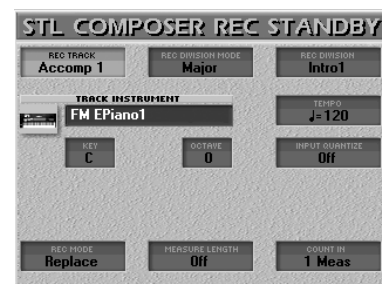 STL COMPOSER REC STANDBY
REC TRACK
Accomp 1
REC DIVISION MODE
Major
REC DIVISION
Intro1
TRACK INSTRUMENT
FM EPiano1
TEMPO
♩=120
KEY
C
OCTAVE
0
INPUT QUANTIZE
Off
REC MODE
Replace
MEASURE LENGTH
Off
COUNT IN
1 Meas